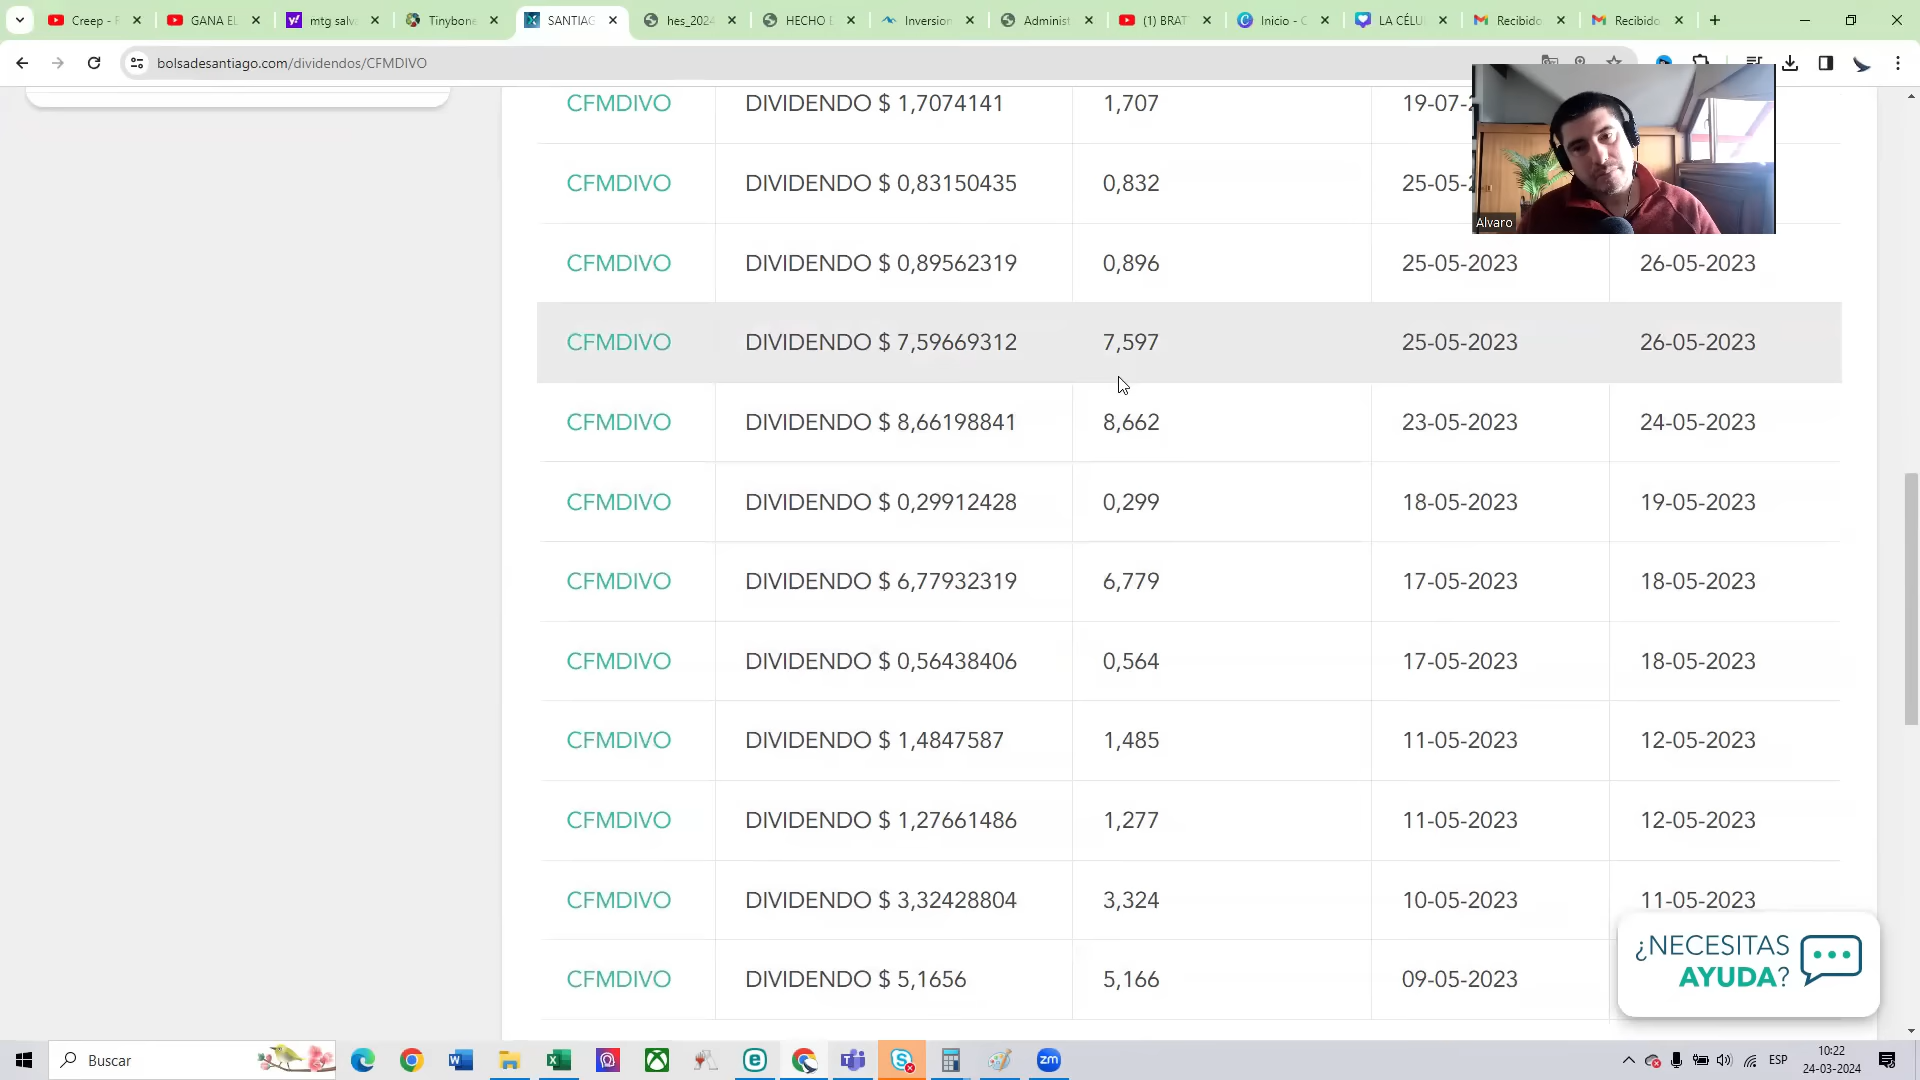 Creep - F
GANA EL
mtg salv
Tinybone
SANTIAG
hes_2024
HECHO E
Inversion
Administ
(1) BRAT
Inicio - C
LA CÉLU
Recibido
Recibido
bolsadesantiago.com/dividendos/CFMDIVO
CFMDIVO DIVIDENDO $ 1,7074141 1,707 19-07-2
CFMDIVO DIVIDENDO $ 0,83150435 0,832 25-05-2
Alvaro
CFMDIVO DIVIDENDO $ 0,89562319 0,896 25-05-2023 26-05-2023
CFMDIVO DIVIDENDO $ 7,59669312 7,597 25-05-2023 26-05-2023
CFMDIVO DIVIDENDO $ 8,66198841 8,662 23-05-2023 24-05-2023
CFMDIVO DIVIDENDO $ 0,29912428 0,299 18-05-2023 19-05-2023
CFMDIVO DIVIDENDO $ 6,77932319 6,779 17-05-2023 18-05-2023
CFMDIVO DIVIDENDO $ 0,56438406 0,564 17-05-2023 18-05-2023
CFMDIVO DIVIDENDO $ 1,4847587 1,485 11-05-2023 12-05-2023
CFMDIVO DIVIDENDO $ 1,27661486 1,277 11-05-2023 12-05-2023
CFMDIVO DIVIDENDO $ 3,32428804 3,324 10-05-2023 11-05-2023
CFMDIVO DIVIDENDO $ 5,1656 5,166 09-05-2023
¿NECESITAS
AYUDA?
Buscar
zm
ESP
10:22
24-03-2024